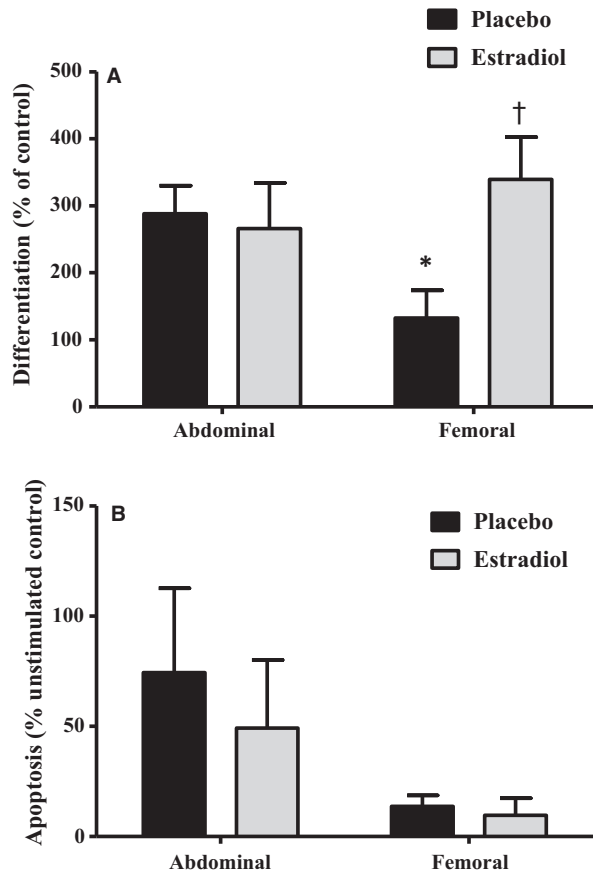 Placebo
Estradiol
A
Differentiation (% of control)
500
400
300
200
100
0
*
†
Abdominal
Femoral
B
Placebo
Estradiol
Apoptosis (% unstimulated control)
150
100
50
0
Abdominal
Femoral